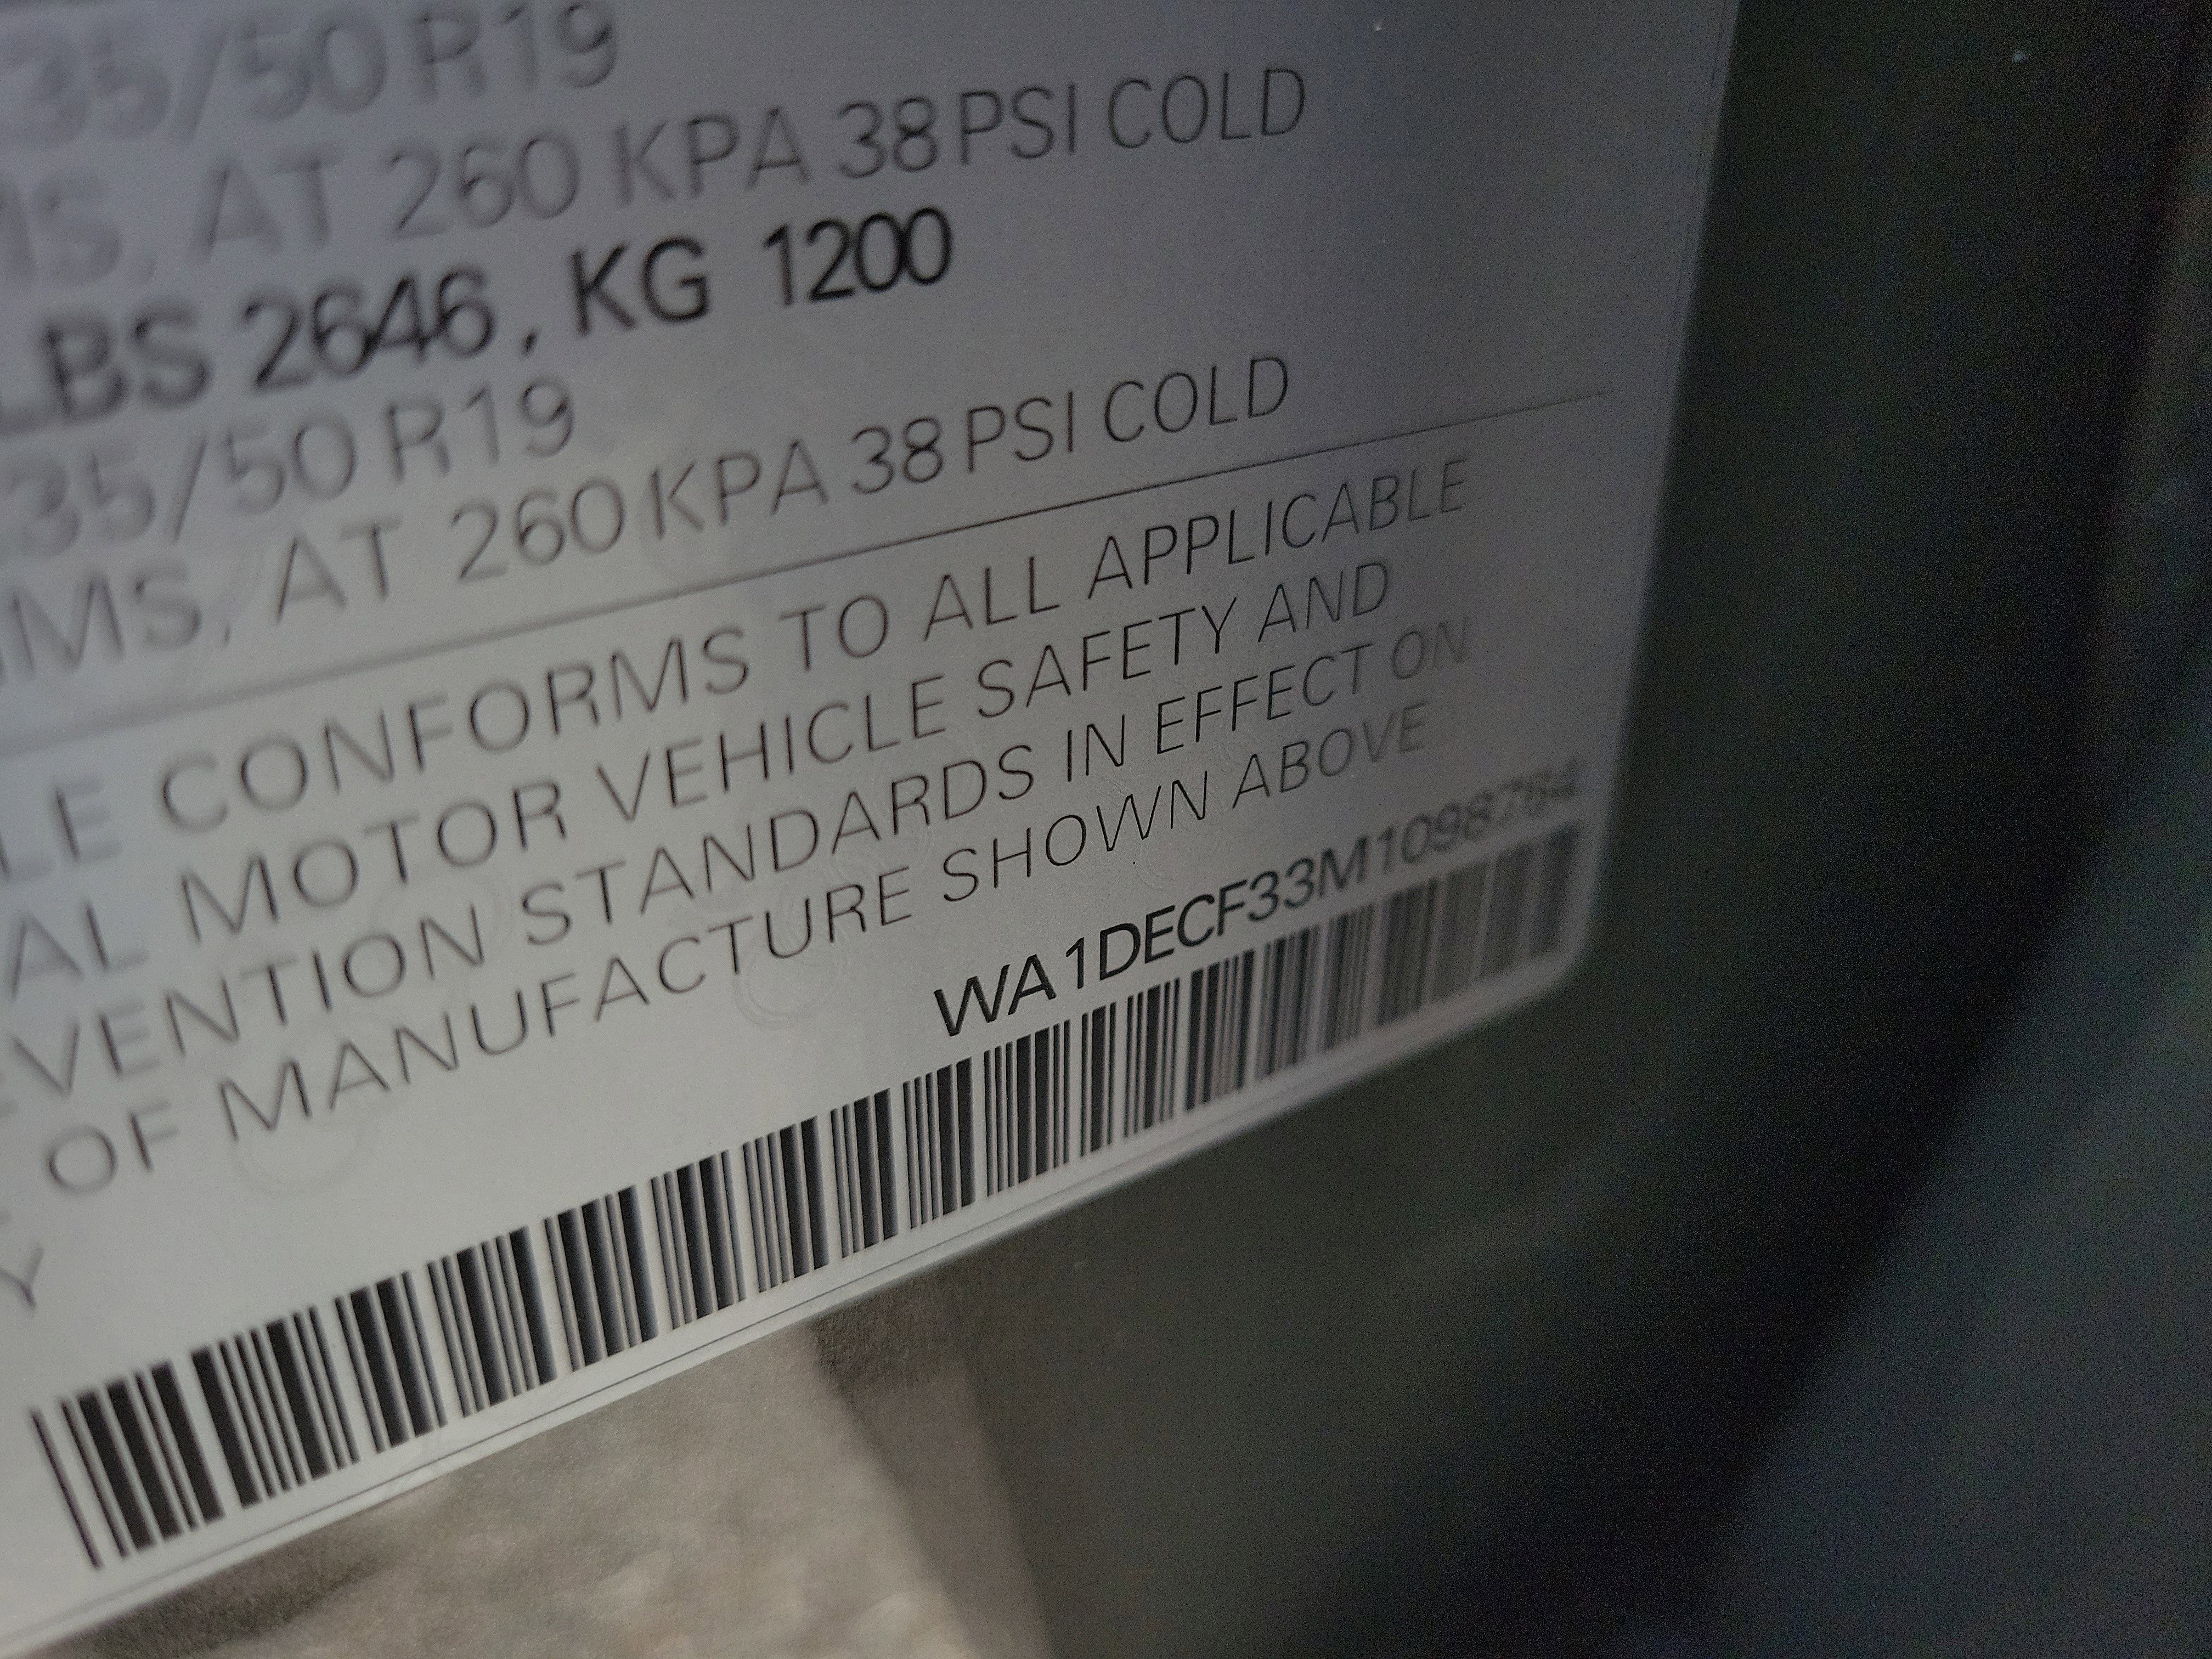 35/50 R19
MS, AT 260 KPA 38 PSI COLD
LBS 2646, KG 1200
35/50 R19
MS, AT 260 KPA 38 PSI COLD
LE CONFORMS TO ALL APPLICABLE
AL MOTOR VEHICLE SAFETY AND
VENTION STANDARDS IN EFFECT ON
OF MANUFACTURE SHOWN ABOVE
WA1DECF33M1098764
Y